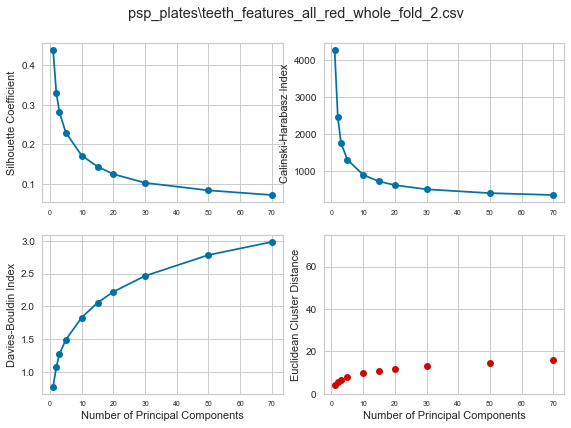 psp_plates\teeth_features_all_red_whole_fold_2.csv
Silhouette Coefficient
0.4
0.3
0.2
0.1
0 10 20 30 40 50 60 70
Calinski-Harabasz Index
4000
3000
2000
1000
0 10 20 30 40 50 60 70
Davies-Bouldin Index
3.0
2.5
2.0
1.5
1.0
0 10 20 30 40 50 60 70
Number of Principal Components
Euclidean Cluster Distance
60
40
20
0
0 10 20 30 40 50 60 70
Number of Principal Components